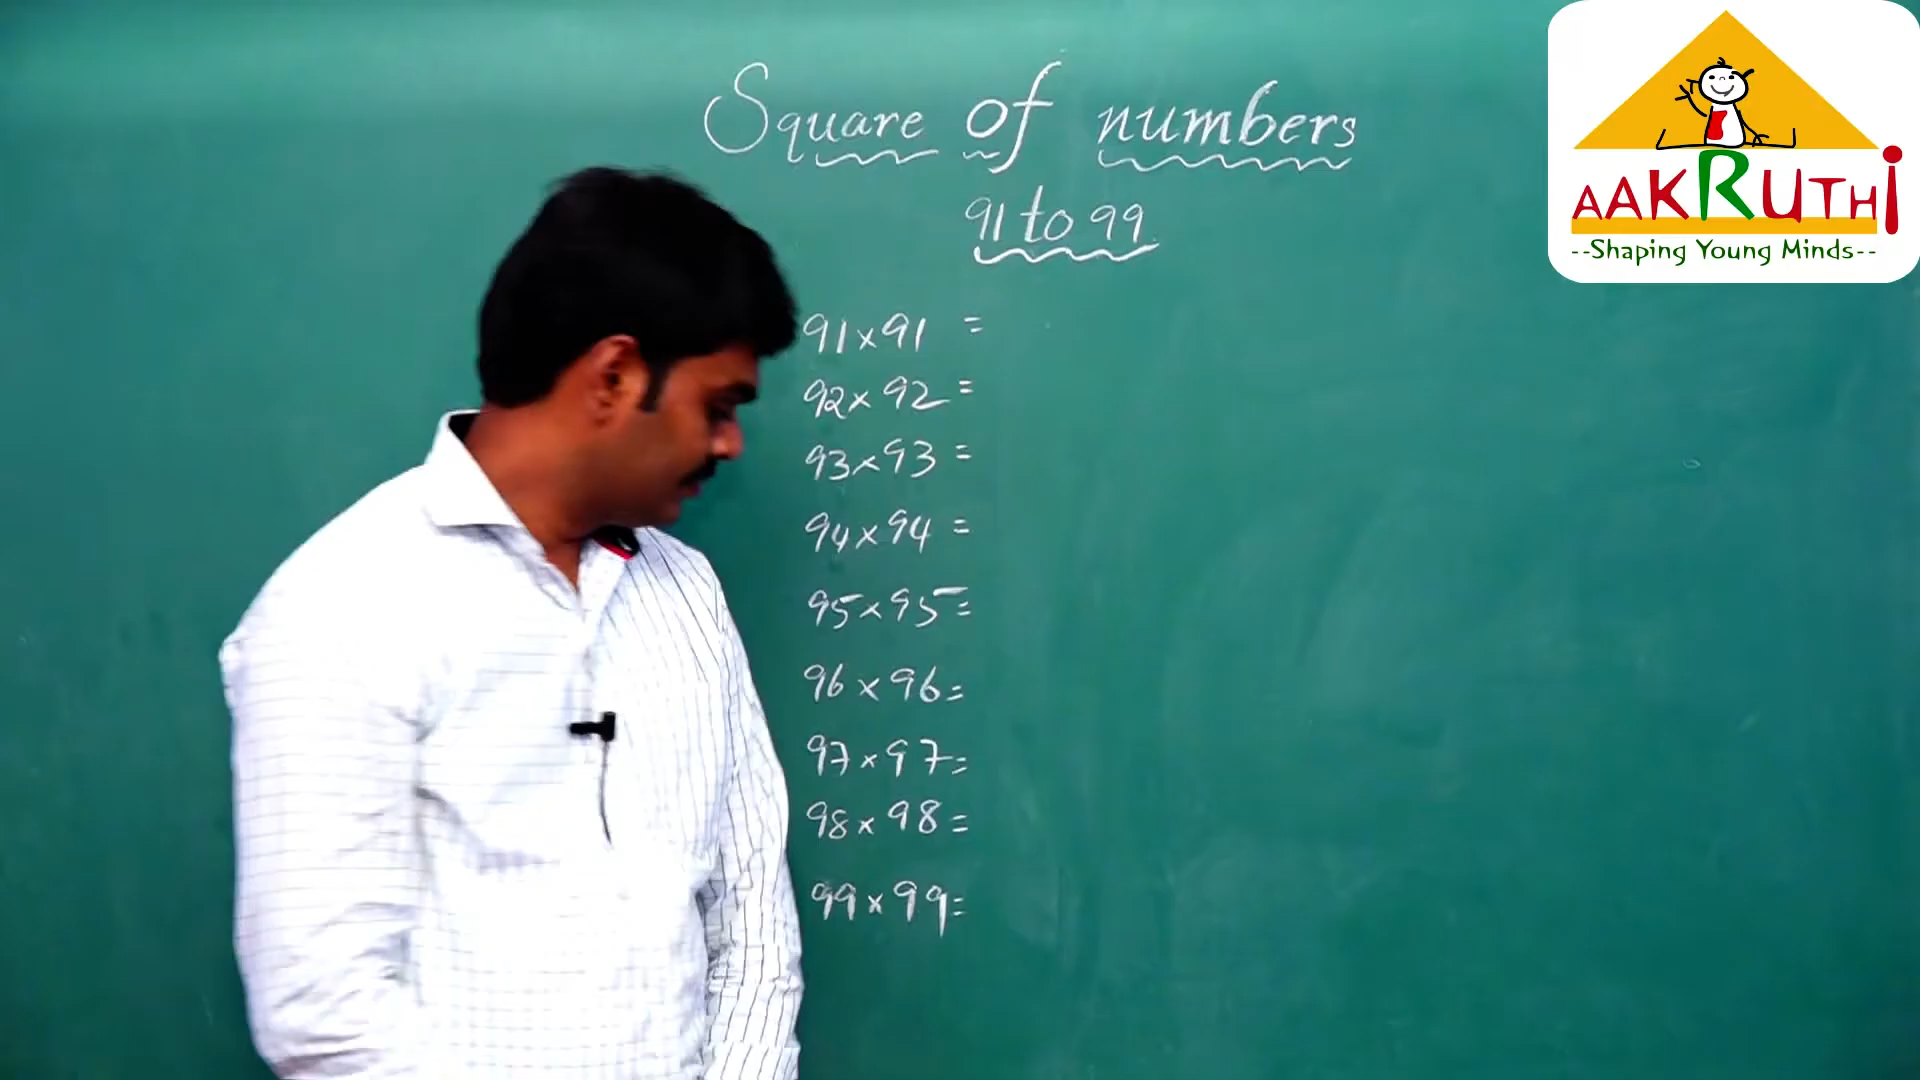 Square of numbers
91 to 99
91×91 =
92×92 =
93×93 =
94×94 =
95×95 =
96×96 =
97×97 =
98×98 =
99×99 =
AAKRUTHi
--Shaping Young Minds--